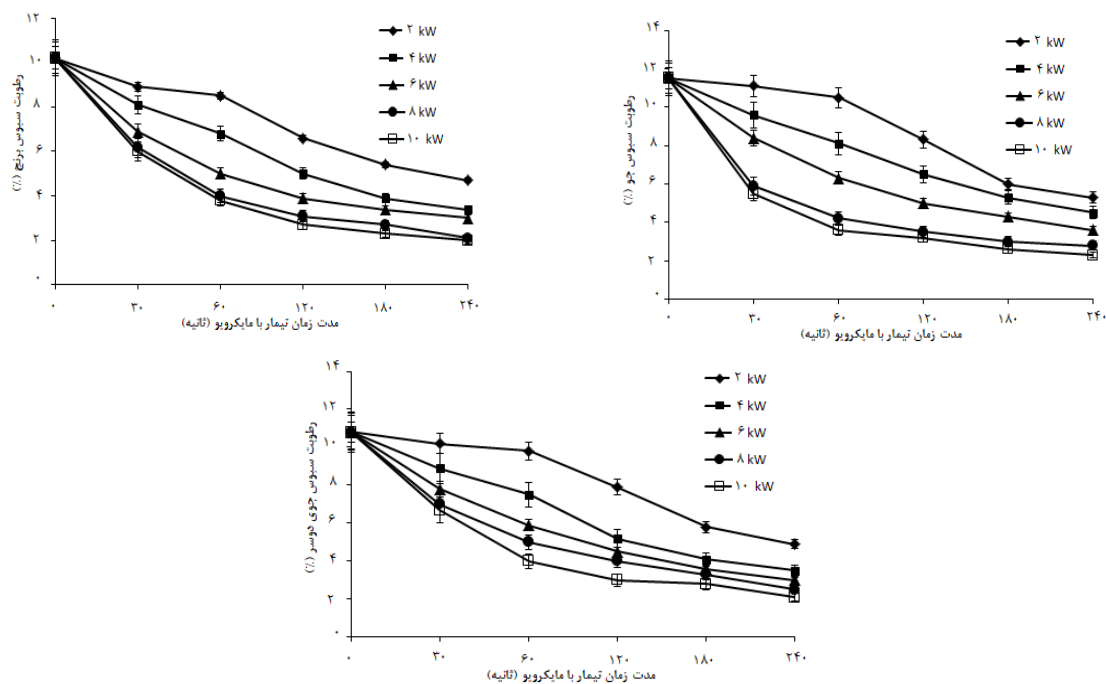 رطوبت سبوس برنج (٪)
۱۲
۱۰
۸
۶
۴
۲
۰
۲ kW
۴ kW
۶ kW
۸ kW
۱۰ kW
۰ ۳۰ ۶۰ ۱۲۰ ۱۸۰ ۲۴۰
مدت زمان تیمار با مایکرویو (ثانیه)
رطوبت سبوس جو (٪)
۱۴
۱۲
۱۰
۸
۶
۴
۲
۰
۲ kW
۴ kW
۶ kW
۸ kW
۱۰ kW
۰ ۳۰ ۶۰ ۱۲۰ ۱۸۰ ۲۴۰
مدت زمان تیمار با مایکرویو (ثانیه)
رطوبت سبوس جوی دوسر (٪)
۱۴
۱۲
۱۰
۸
۶
۴
۲
۰
۲ kW
۴ kW
۶ kW
۸ kW
۱۰ kW
۰ ۳۰ ۶۰ ۱۲۰ ۱۸۰ ۲۴۰
مدت زمان تیمار با مایکرویو (ثانیه)